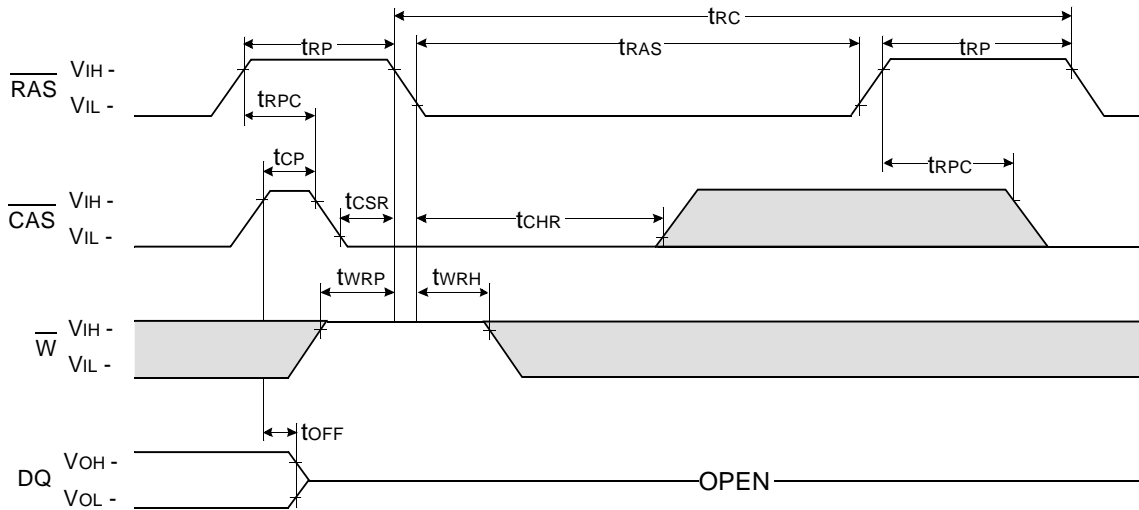 tRC
tRP
tRAS
tRP
RAS
VIH -
VIL -
tRPC
tCP
tRPC
CAS
VIH -
VIL -
tCSR
tCHR
tWRP
tWRH
W
VIH -
VIL -
tOFF
DQ
VOH -
VOL -
OPEN